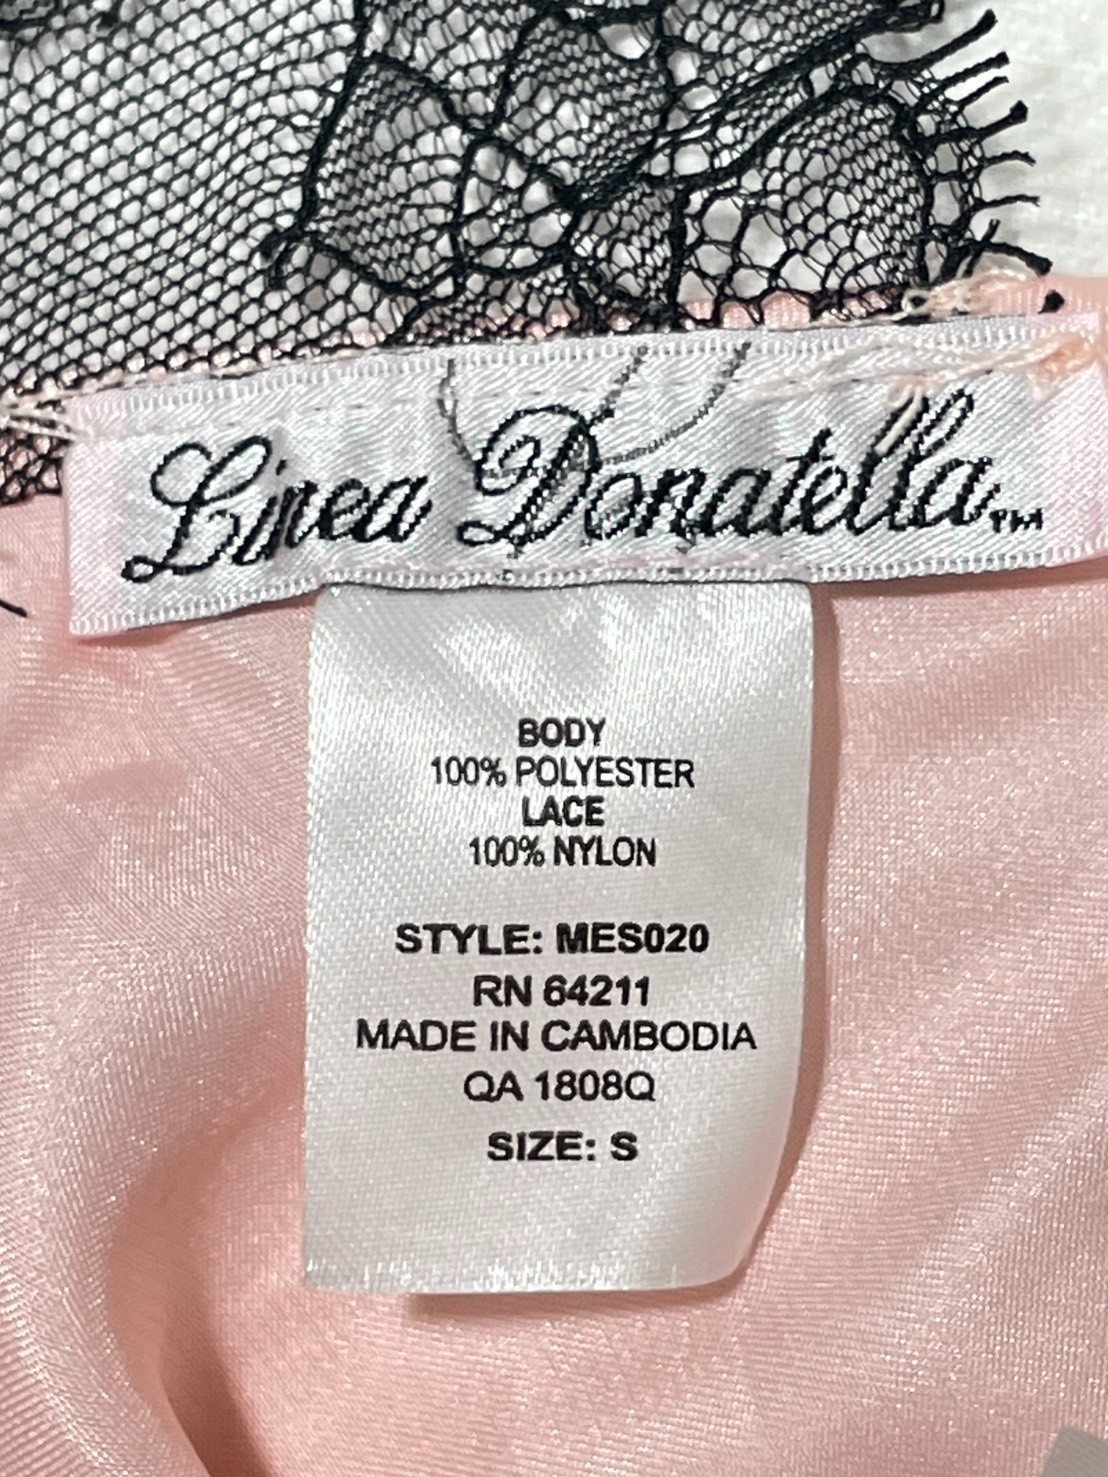 Linea Donatella™
BODY
100% POLYESTER
LACE
100% NYLON
STYLE: MES020
RN 64211
MADE IN CAMBODIA
QA 1808Q
SIZE: S